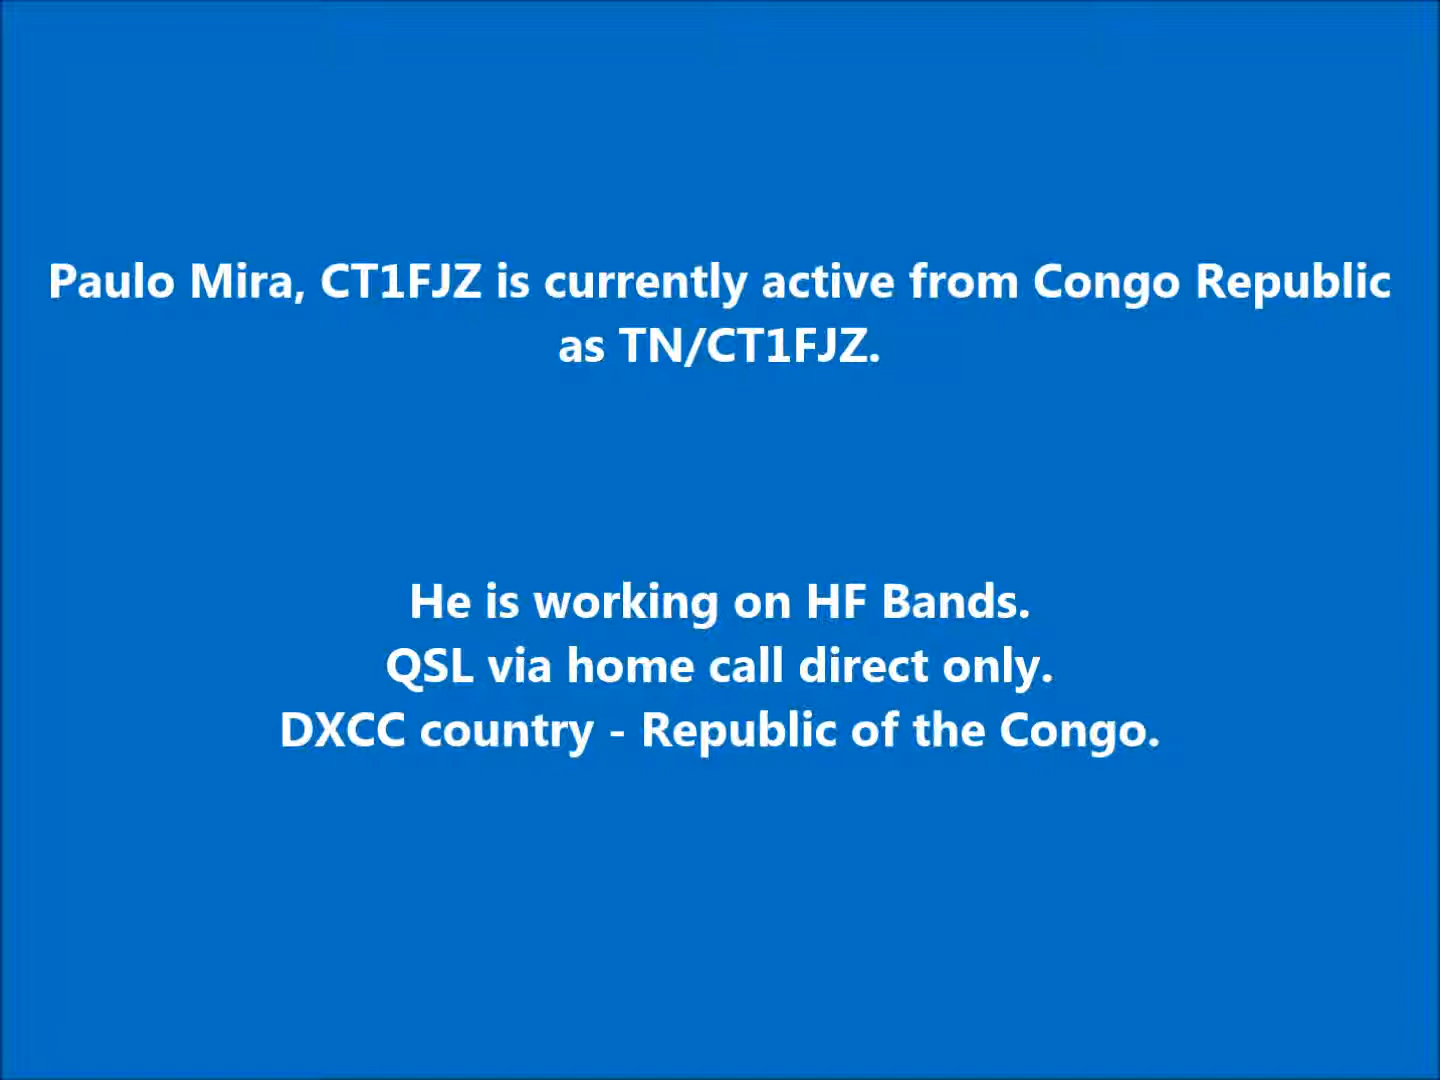 Paulo Mira, CT1FJZ is currently active from Congo Republic
as TN/CT1FJZ.
He is working on HF Bands.
QSL via home call direct only.
DXCC country - Republic of the Congo.